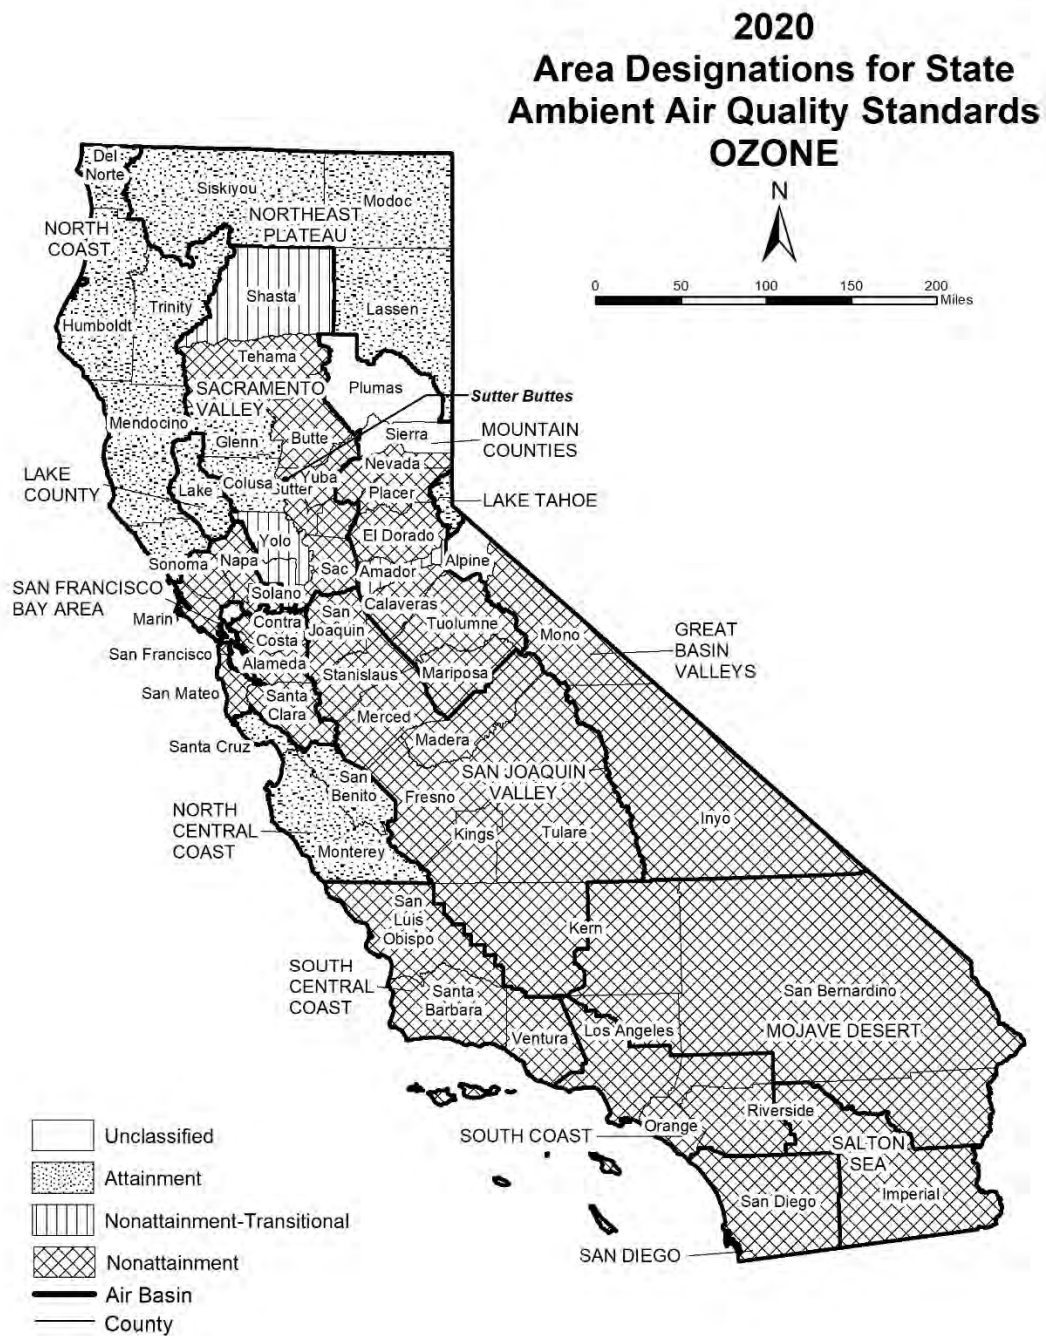 2020
Area Designations for State
Ambient Air Quality Standards
OZONE
N
0 50 100 150 200
Miles
Del
Norte
Siskiyou
Modoc
NORTHEAST
PLATEAU
NORTH
COAST
Shasta
Trinity
Lassen
Humboldt
Tehama
Plumas
SACRAMENTO
VALLEY
Sutter Buttes
Mendocino
Glenn
Butte
Sierra
MOUNTAIN
COUNTIES
Nevada
LAKE
COUNTY
Lake
Colusa
Yuba
Sutter
Placer
LAKE TAHOE
Yolo
El Dorado
Sonoma
Napa
Sac
Amador
Alpine
SAN FRANCISCO
BAY AREA
Solano
Calaveras
Marin
Contra
Costa
San
Joaquin
Tuolumne
Mono
GREAT
BASIN
VALLEYS
San Francisco
Alameda
Stanislaus
Mariposa
San Mateo
Santa
Clara
Merced
Madera
Santa Cruz
San
Benito
SAN JOAQUIN
VALLEY
Fresno
NORTH
CENTRAL
COAST
Kings
Tulare
Inyo
Monterey
San
Luis
Obispo
Kern
SOUTH
CENTRAL
COAST
Santa
Barbara
San Bernardino
Ventura
Los Angeles
MOJAVE DESERT
Orange
Riverside
SOUTH COAST
SALTON
SEA
San Diego
Imperial
SAN DIEGO
Unclassified
Attainment
Nonattainment-Transitional
Nonattainment
Air Basin
County